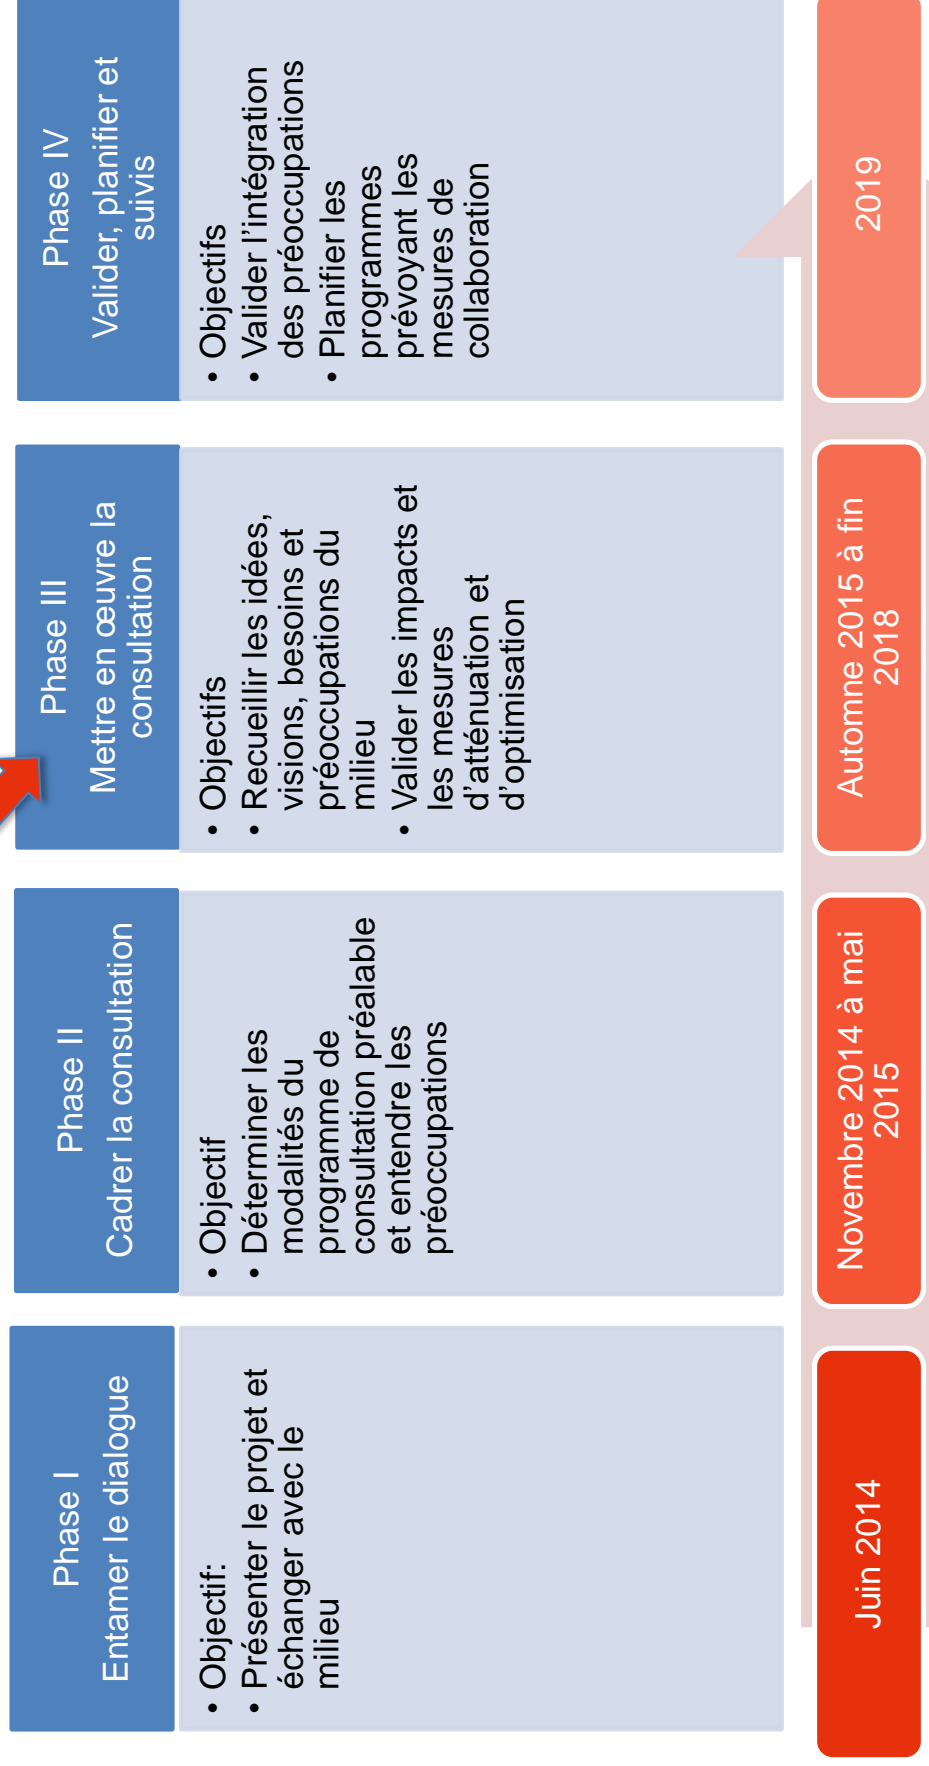 Phase I
Entamer le dialogue
• Objectif:
• Présenter le projet et
échanger avec le
milieu
Juin 2014
Phase II
Cadrer la consultation
• Objectif
• Déterminer les
modalités du
programme de
consultation préalable
et entendre les
préoccupations
Novembre 2014 à mai
2015
Phase III
Mettre en œuvre la
consultation
• Objectifs
• Recueillir les idées,
visions, besoins et
préoccupations du
milieu
• Valider les impacts et
les mesures
d'atténuation et
d'optimisation
Automne 2015 à fin
2018
Phase IV
Valider, planifier et
suivis
• Objectifs
• Valider l'intégration
des préoccupations
• Planifier les
programmes
prévoyant les
mesures de
collaboration
2019